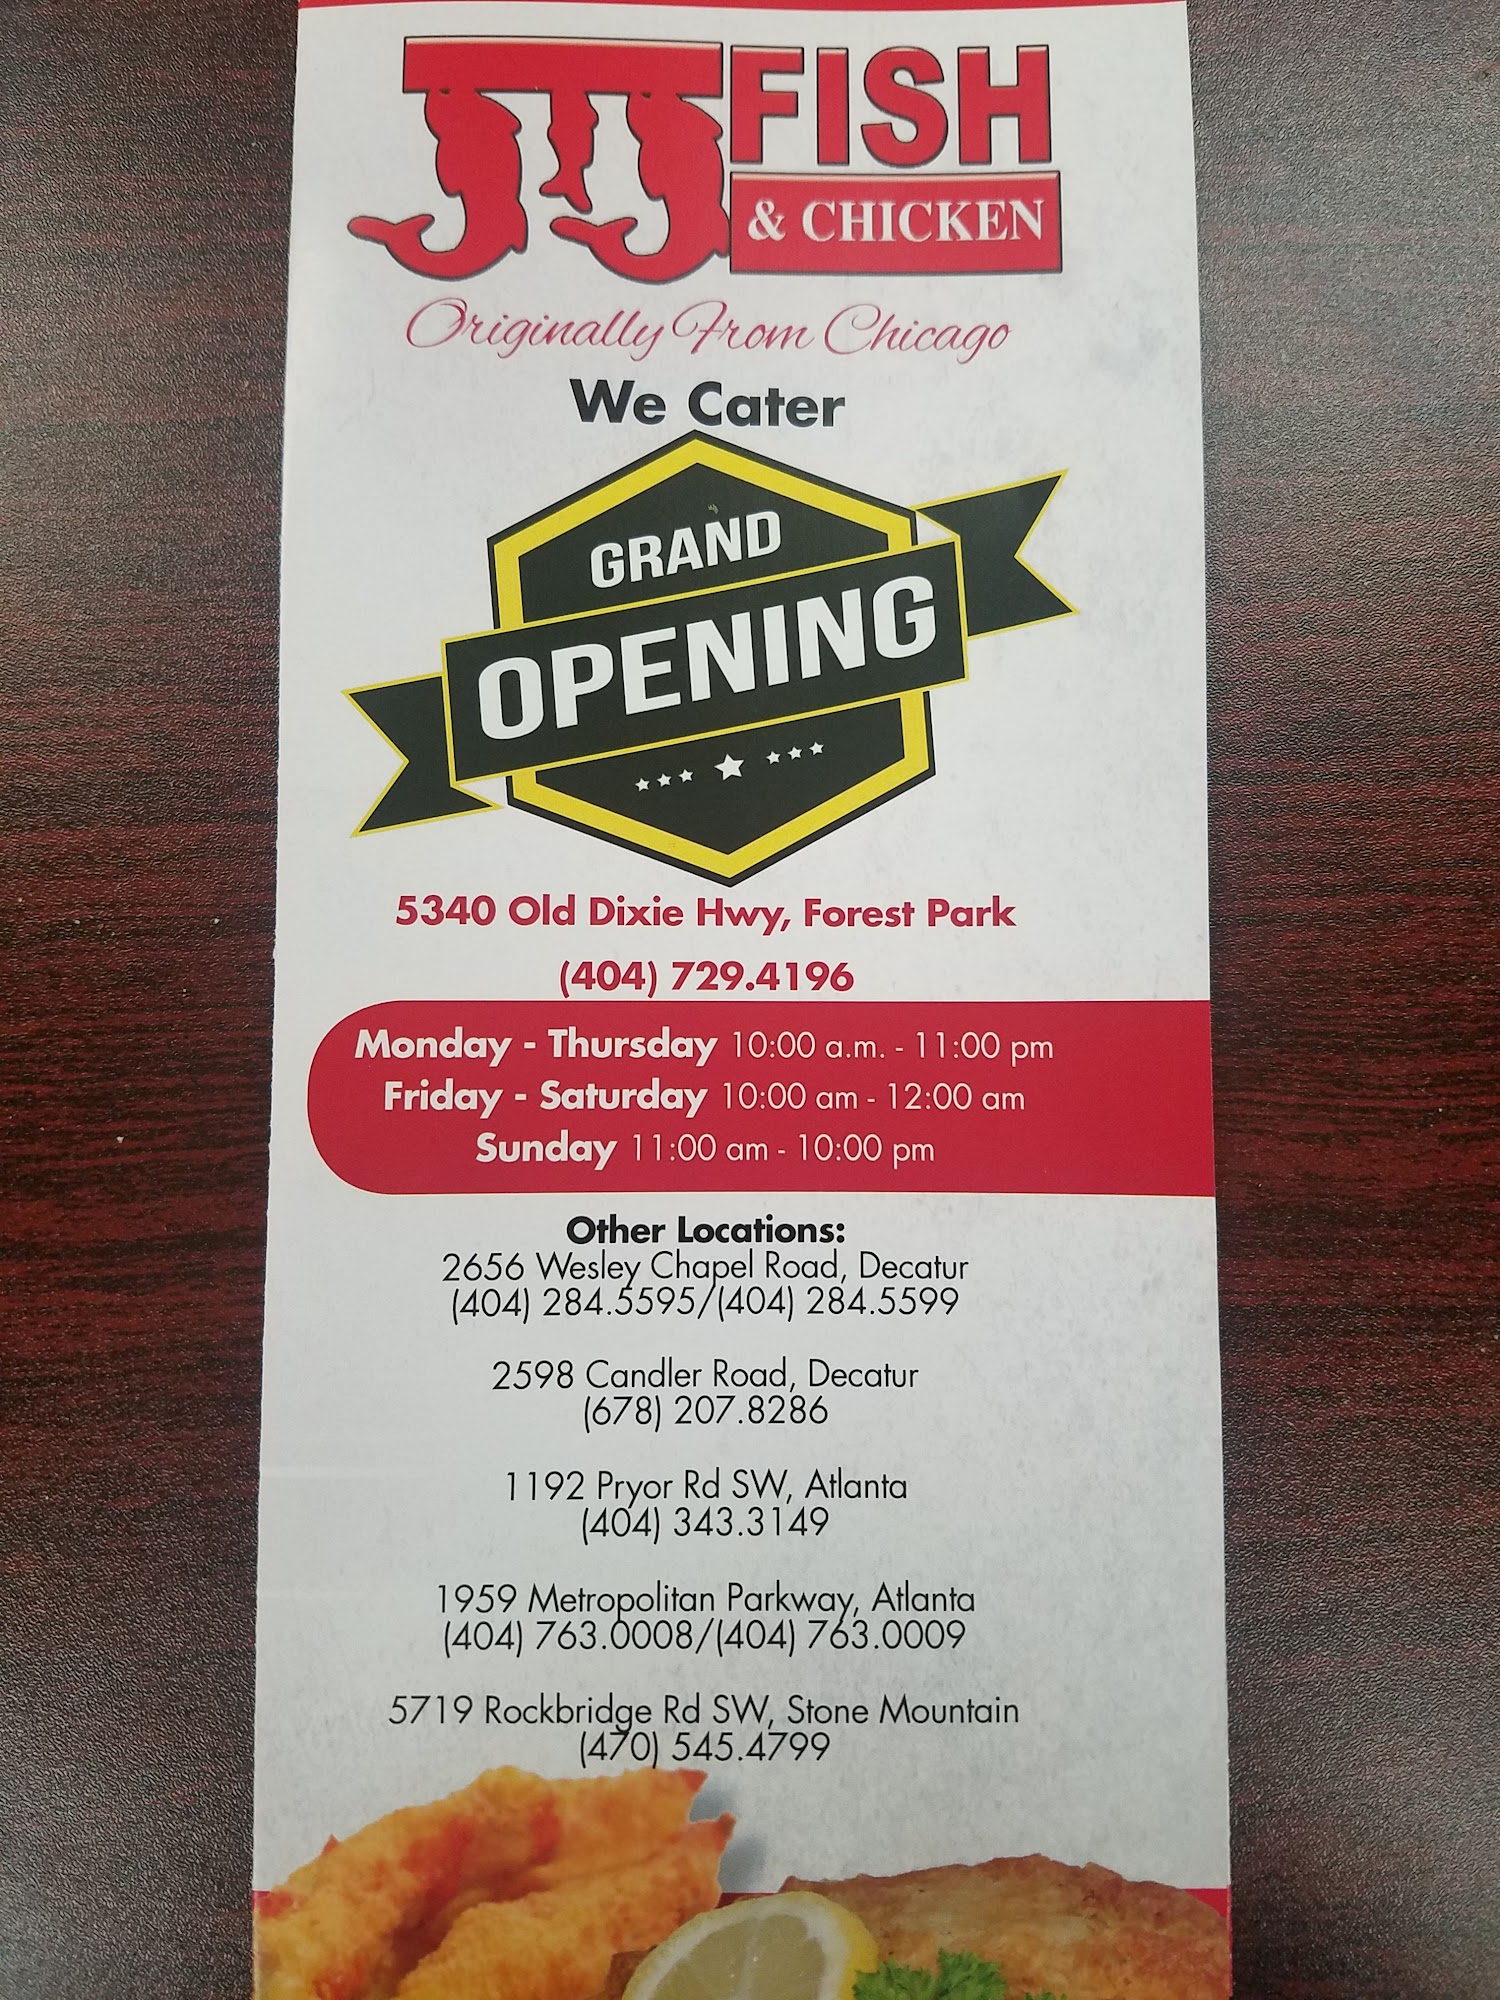 JJ FISH
& CHICKEN
Originally From Chicago
We Cater
GRAND
OPENING
5340 Old Dixie Hwy, Forest Park
(404) 729.4196
Monday - Thursday 10:00 a.m. - 11:00 pm
Friday - Saturday 10:00 am - 12:00 am
Sunday 11:00 am - 10:00 pm
Other Locations:
2656 Wesley Chapel Road, Decatur
(404) 284.5595/(404) 284.5599
2598 Candler Road, Decatur
(678) 207.8286
1192 Pryor Rd SW, Atlanta
(404) 343.3149
1959 Metropolitan Parkway, Atlanta
(404) 763.0008/(404) 763.0009
5719 Rockbridge Rd SW, Stone Mountain
(470) 545.4799